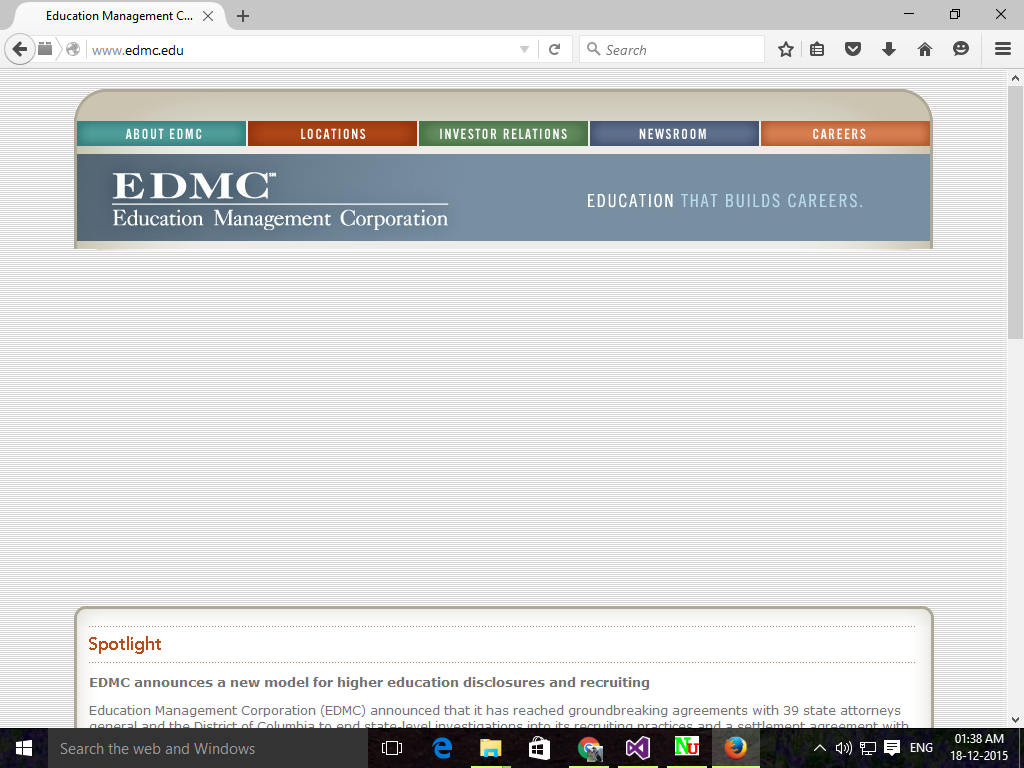 Education Management C...
www.edmc.edu
Search
ABOUT EDMC
LOCATIONS
INVESTOR RELATIONS
NEWSROOM
CAREERS
EDMC℠
Education Management Corporation
EDUCATION THAT BUILDS CAREERS.
Spotlight
EDMC announces a new model for higher education disclosures and recruiting
Education Management Corporation (EDMC) announced that it has reached groundbreaking agreements with 39 state attorneys
general and the District of Columbia to end state-level investigations into its recruiting practices and a settlement agreement with
Search the web and Windows
Nu
ENG
01:38 AM
18-12-2015